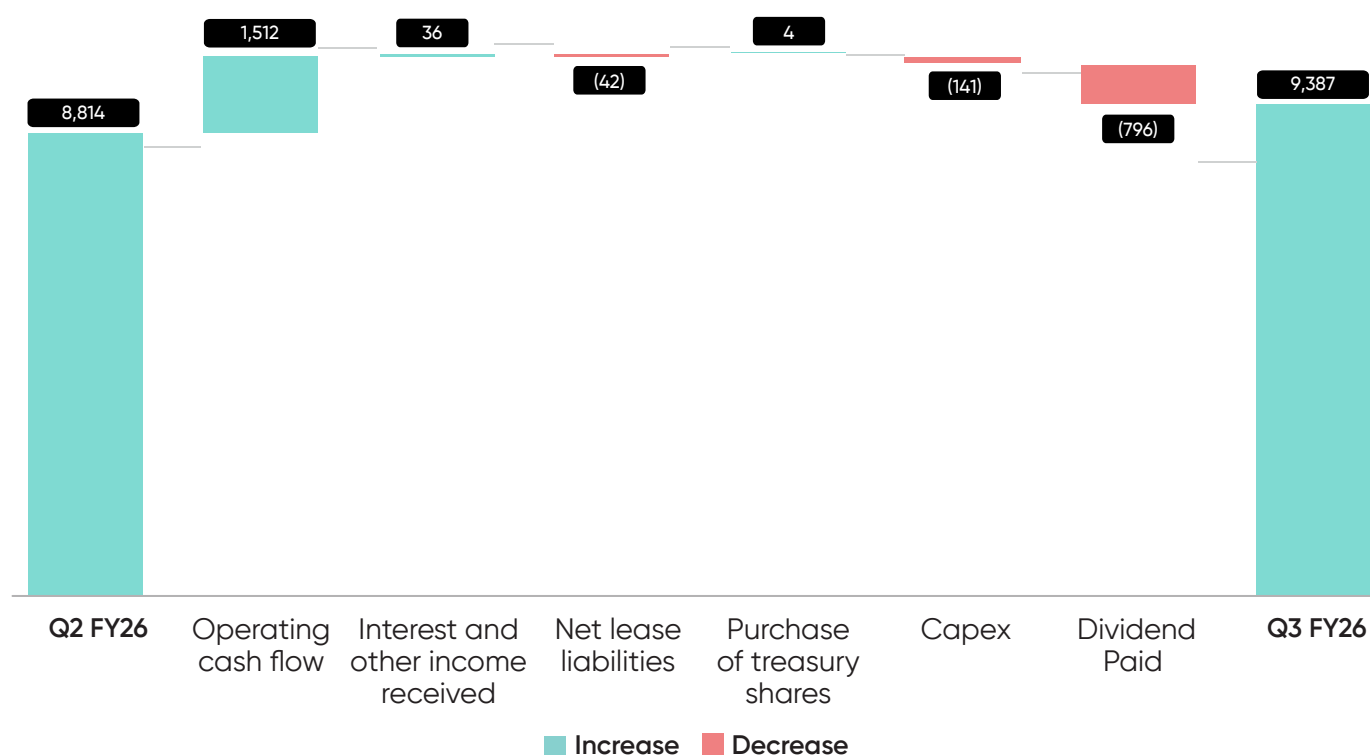 1,512
36
4
(42)
(141)
9,387
8,814
(796)
Q2 FY26
Operating
cash flow
Interest and
other income
received
Net lease
liabilities
Purchase
of treasury
shares
Capex
Dividend
Paid
Q3 FY26
Increase
Decrease